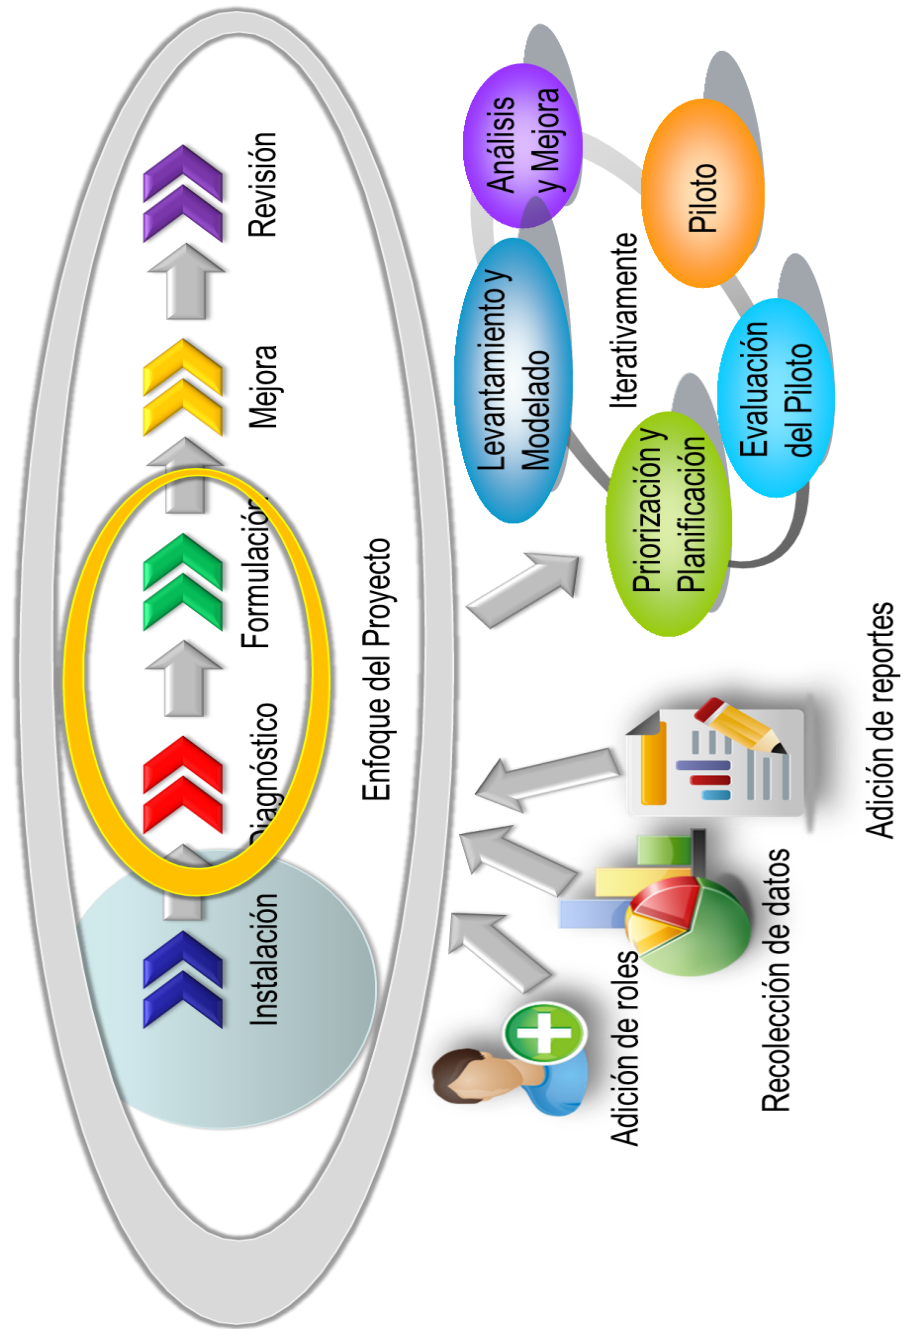 Instalación
Diagnóstico
Formulación
Mejora
Revisión
Enfoque del Proyecto
Levantamiento y
Modelado
Análisis
y Mejora
Iterativamente
Priorización y
Planificación
Piloto
Evaluación
del Piloto
Adición de roles
Recolección de datos
Adición de reportes